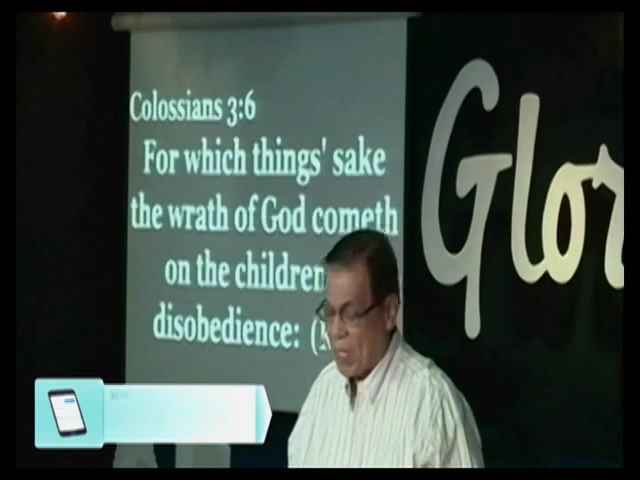 Colossians 3:6
For which things' sake
the wrath of God cometh
on the children
disobedience: (
Glor